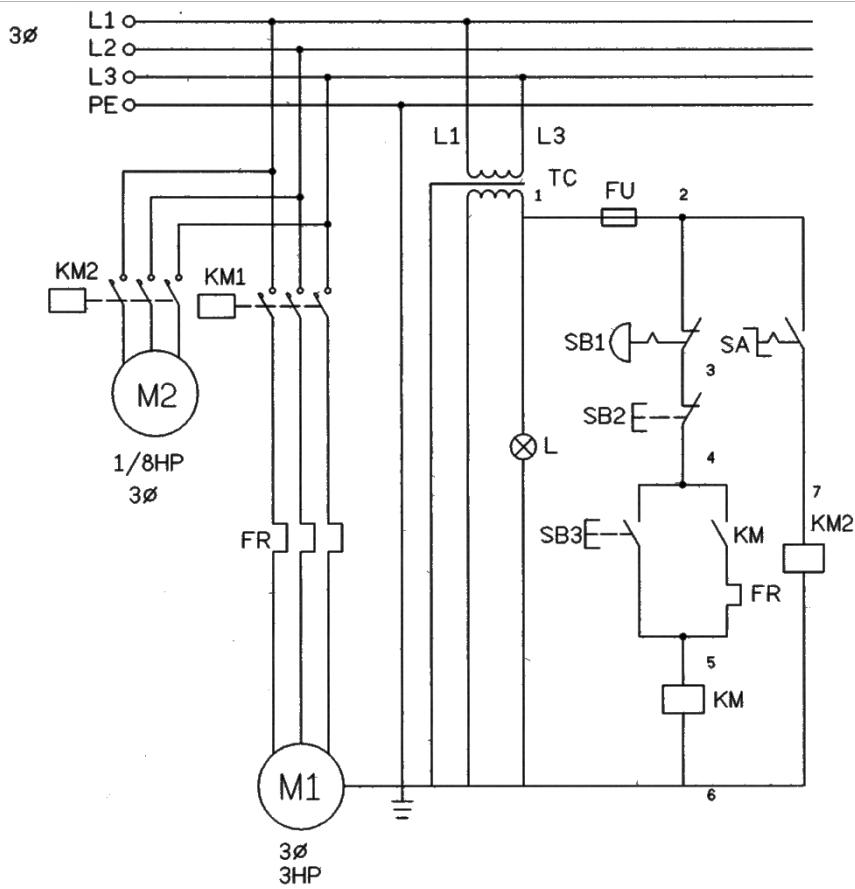 3Ø
L1
L2
L3
PE
L1
L3
TC
1
FU
2
KM2
KM1
SB1
SA
3
M2
SB2
1/8HP
3Ø
L
4
7
KM2
FR
SB3
KM
FR
5
KM
M1
6
3Ø
3HP